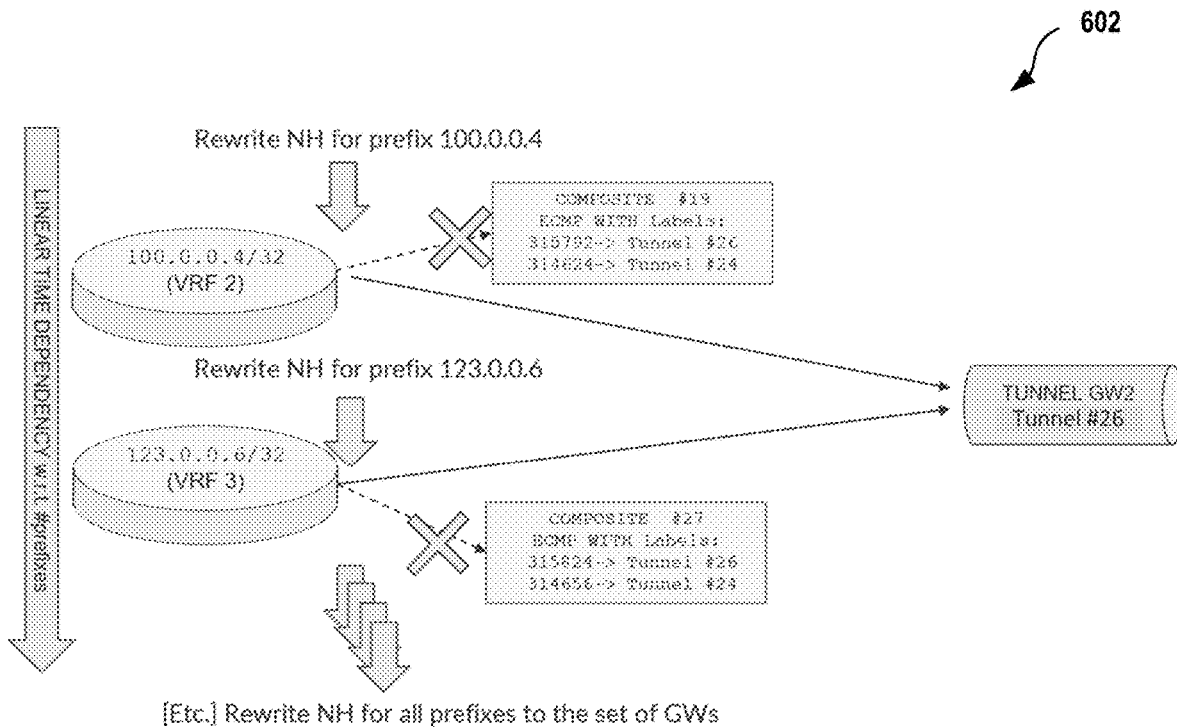 602
Rewrite NH for prefix 100.0.0.4
LINEAR TIME DEPENDENCY w.r.t. #prefixes
COMPOSITE #19
ECMP WITH Labels:
315792-> Tunnel #26
314624-> Tunnel #24
100.0.0.4/32
(VRF 2)
Rewrite NH for prefix 123.0.0.6
TUNNEL GW2
Tunnel #26
123.0.0.6/32
(VRF 3)
COMPOSITE #27
ECMP WITH Labels:
315824-> Tunnel #26
314656-> Tunnel #24
[Etc.] Rewrite NH for all prefixes to the set of GWs